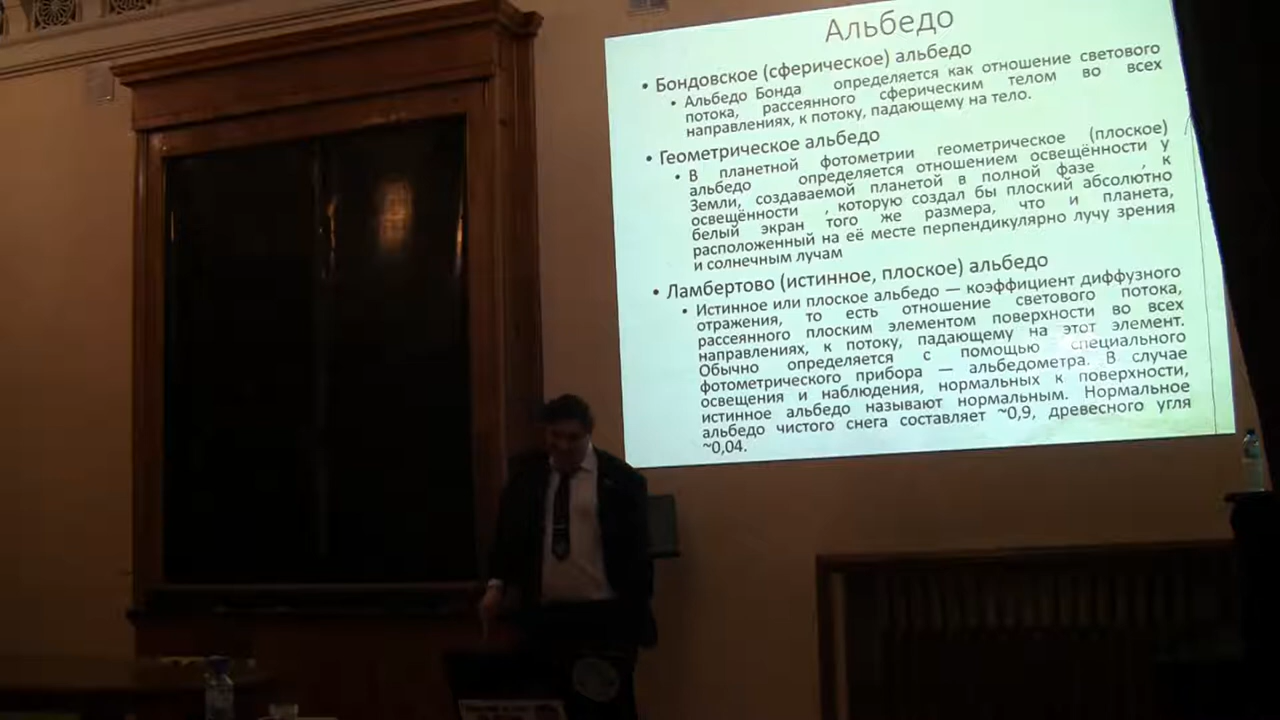 Альбедо
• Бондовское (сферическое) альбедо
• Альбедо Бонда определяется как отношение светового
потока, рассеянного сферическим телом во всех
направлениях, к потоку, падающему на тело.
• Геометрическое альбедо
• В планетной фотометрии геометрическое (плоское)
альбедо определяется отношением освещённости у
Земли, создаваемой планетой в полной фазе , к
освещённости , которую создал бы плоский абсолютно
белый экран того же размера, что и планета,
расположенный на её месте перпендикулярно лучу зрения
и солнечным лучам
• Ламбертово (истинное, плоское) альбедо
• Истинное или плоское альбедо — коэффициент диффузного
отражения, то есть отношение светового потока,
рассеянного плоским элементом поверхности во всех
направлениях, к потоку, падающему на этот элемент.
Обычно определяется с помощью специального
фотометрического прибора — альбедометра. В случае
освещения и наблюдения, нормальных к поверхности,
истинное альбедо называют нормальным. Нормальное
альбедо чистого снега составляет ~0,9, древесного угля
~0,04.